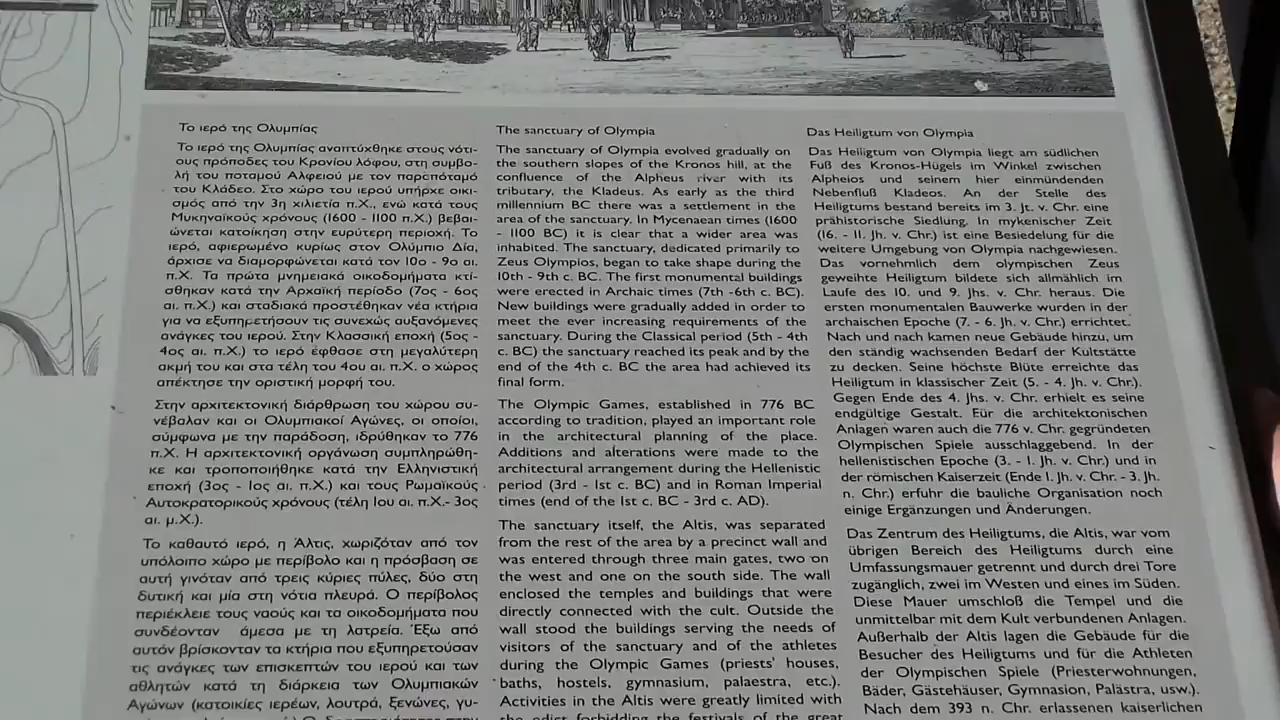 Το ιερό της Ολυμπίας
Το ιερό της Ολυμπίας αναπτύχθηκε στους νότι-
ους πρόποδες του Κρονίου λόφου, στη συμβο-
λή του ποταμού Αλφειού με τον παραπόταμό
του Κλάδεο. Στο χώρο του ιερού υπήρχε οικι-
σμός από την 3η χιλιετία π.Χ., ενώ κατά τους
Μυκηναϊκούς χρόνους (1600 - 1100 π.Χ.) βεβαι-
ώνεται κατοίκηση στην ευρύτερη περιοχή. Το
ιερό, αφιερωμένο κυρίως στον Ολύμπιο Δία,
άρχισε να διαμορφώνεται κατά τον 10ο - 9ο αι.
π.Χ. Τα πρώτα μνημειακά οικοδομήματα κτί-
σθηκαν κατά την Αρχαϊκή περίοδο (7ος - 6ος
αι. π.Χ.) και σταδιακά προστέθηκαν νέα κτήρια
για να εξυπηρετήσουν τις συνεχώς αυξανόμενες
ανάγκες του ιερού. Στην Κλασσική εποχή (5ος -
4ος αι. π.Χ.) το ιερό έφθασε στη μεγαλύτερη
ακμή του και στα τέλη του 4ου αι. π.Χ. ο χώρος
απέκτησε την οριστική μορφή του.
Στην αρχιτεκτονική διάρθρωση του χώρου συ-
νέβαλαν και οι Ολυμπιακοί Αγώνες, οι οποίοι,
σύμφωνα με την παράδοση, ιδρύθηκαν το 776
π.Χ. Η αρχιτεκτονική οργάνωση συμπληρώθη-
κε και τροποποιήθηκε κατά την Ελληνιστική
εποχή (3ος - 1ος αι. π.Χ.) και τους Ρωμαϊκούς
Αυτοκρατορικούς χρόνους (τέλη 1ου αι. π.Χ.- 3ος
αι. μ.Χ.).
Το καθαυτό ιερό, η Άλτις, χωριζόταν από τον
υπόλοιπο χώρο με περίβολο και η πρόσβαση σε
αυτή γινόταν από τρεις κύριες πύλες, δύο στη
δυτική και μία στη νότια πλευρά. Ο περίβολος
περιέκλειε τους ναούς και τα οικοδομήματα που
συνδέονταν άμεσα με τη λατρεία. Έξω από
αυτόν βρίσκονταν τα κτήρια που εξυπηρετούσαν
τις ανάγκες των επισκεπτών του ιερού και των
αθλητών κατά τη διάρκεια των Ολυμπιακών
Αγώνων (κατοικίες ιερέων, λουτρά, ξενώνες, γυ-
The sanctuary of Olympia
The sanctuary of Olympia evolved gradually on
the southern slopes of the Kronos hill, at the
confluence of the Alpheus river with its
tributary, the Kladeus. As early as the third
millennium BC there was a settlement in the
area of the sanctuary. In Mycenaean times (1600
- 1100 BC) it is clear that a wider area was
inhabited. The sanctuary, dedicated primarily to
Zeus Olympios, began to take shape during the
10th - 9th c. BC. The first monumental buildings
were erected in Archaic times (7th -6th c. BC).
New buildings were gradually added in order to
meet the ever increasing requirements of the
sanctuary. During the Classical period (5th - 4th
c. BC) the sanctuary reached its peak and by the
end of the 4th c. BC the area had achieved its
final form.
The Olympic Games, established in 776 BC
according to tradition, played an important role
in the architectural planning of the place.
Additions and alterations were made to the
architectural arrangement during the Hellenistic
period (3rd - 1st c. BC) and in Roman Imperial
times (end of the 1st c. BC - 3rd c. AD).
The sanctuary itself, the Altis, was separated
from the rest of the area by a precinct wall and
was entered through three main gates, two on
the west and one on the south side. The wall
enclosed the temples and buildings that were
directly connected with the cult. Outside the
wall stood the buildings serving the needs of
visitors of the sanctuary and of the athletes
during the Olympic Games (priests' houses,
baths, hostels, gymnasium, palaestra, etc.).
Activities in the Altis were greatly limited with
the edict forbidding the festivals of the great
Das Heiligtum von Olympia
Das Heiligtum von Olympia liegt am südlichen
Fuß des Kronos-Hügels im Winkel zwischen
Alpheios und seinem hier einmündenden
Nebenfluß Kladeos. An der Stelle des
Heiligtums bestand bereits im 3. Jt. v. Chr. eine
prähistorische Siedlung. In mykenischer Zeit
(16. - 11. Jh. v. Chr.) ist eine Besiedelung für die
weitere Umgebung von Olympia nachgewiesen.
Das vornehmlich dem olympischen Zeus
geweihte Heiligtum bildete sich allmählich im
Laufe des 10. und 9. Jhs. v. Chr. heraus. Die
ersten monumentalen Bauwerke wurden in der
archaischen Epoche (7. - 6. Jh. v. Chr.) errichtet.
Nach und nach kamen neue Gebäude hinzu, um
den ständig wachsenden Bedarf der Kultstätte
zu decken. Seine höchste Blüte erreichte das
Heiligtum in klassischer Zeit (5. - 4. Jh. v. Chr.).
Gegen Ende des 4. Jhs. v. Chr. erhielt es seine
endgültige Gestalt. Für die architektonischen
Anlagen waren auch die 776 v. Chr. gegründeten
Olympischen Spiele ausschlaggebend. In der
hellenistischen Epoche (3. - 1. Jh. v. Chr.) und in
der römischen Kaiserzeit (Ende 1. Jh. v. Chr. - 3. Jh.
n. Chr.) erfuhr die bauliche Organisation noch
einige Ergänzungen und Änderungen.
Das Zentrum des Heiligtums, die Altis, war vom
übrigen Bereich des Heiligtums durch eine
Umfassungsmauer getrennt und durch drei Tore
zugänglich, zwei im Westen und eines im Süden.
Diese Mauer umschloß die Tempel und die
unmittelbar mit dem Kult verbundenen Anlagen.
Außerhalb der Altis lagen die Gebäude für die
Besucher des Heiligtums und für die Athleten
der Olympischen Spiele (Priesterwohnungen,
Bäder, Gästehäuser, Gymnasion, Palästra, usw.).
Nach dem 393 n. Chr. erlassenen kaiserlichen